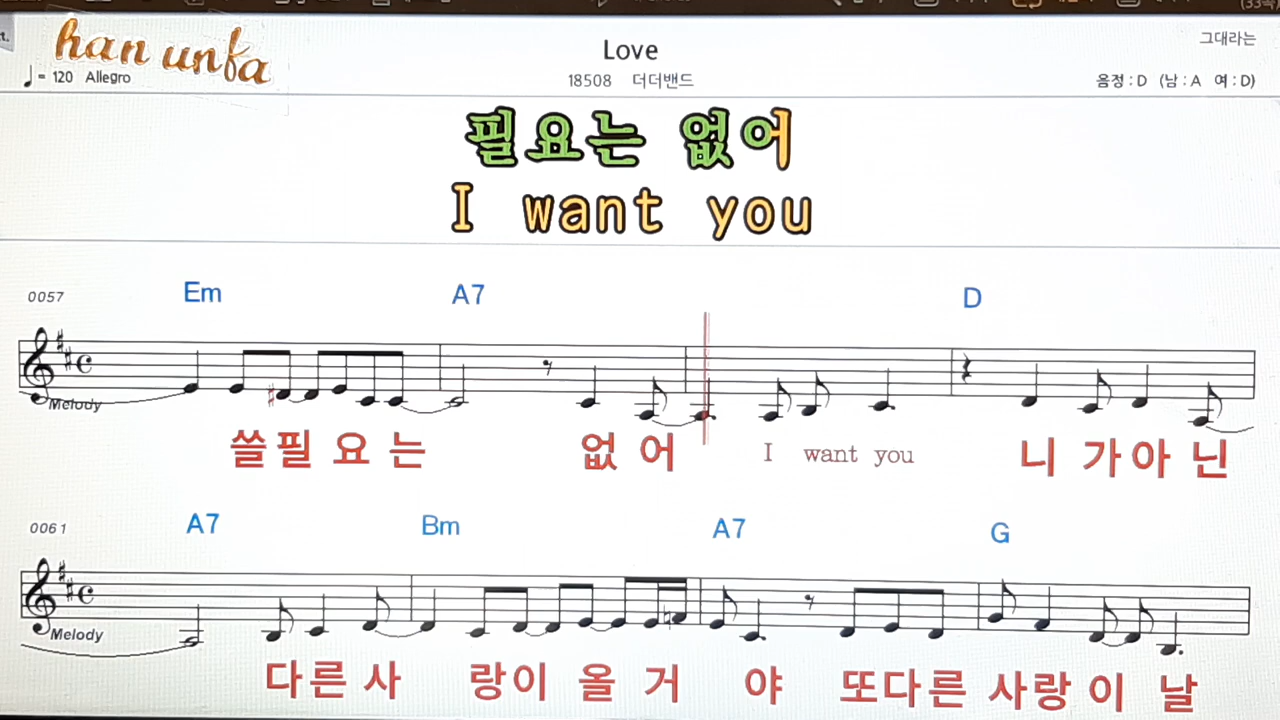 han unfa
Love
그대라는
♩= 120 Allegro
18508 더더밴드
음정 : D (남 : A 여 : D)
필요는 없어
I want you
0057
Em A7 D
Melody
쓸필 요 는 없 어 I want you 니 가아 닌
0061
A7 Bm A7 G
Melody
다른 사 랑이 올 거 야 또다른 사랑 이 날